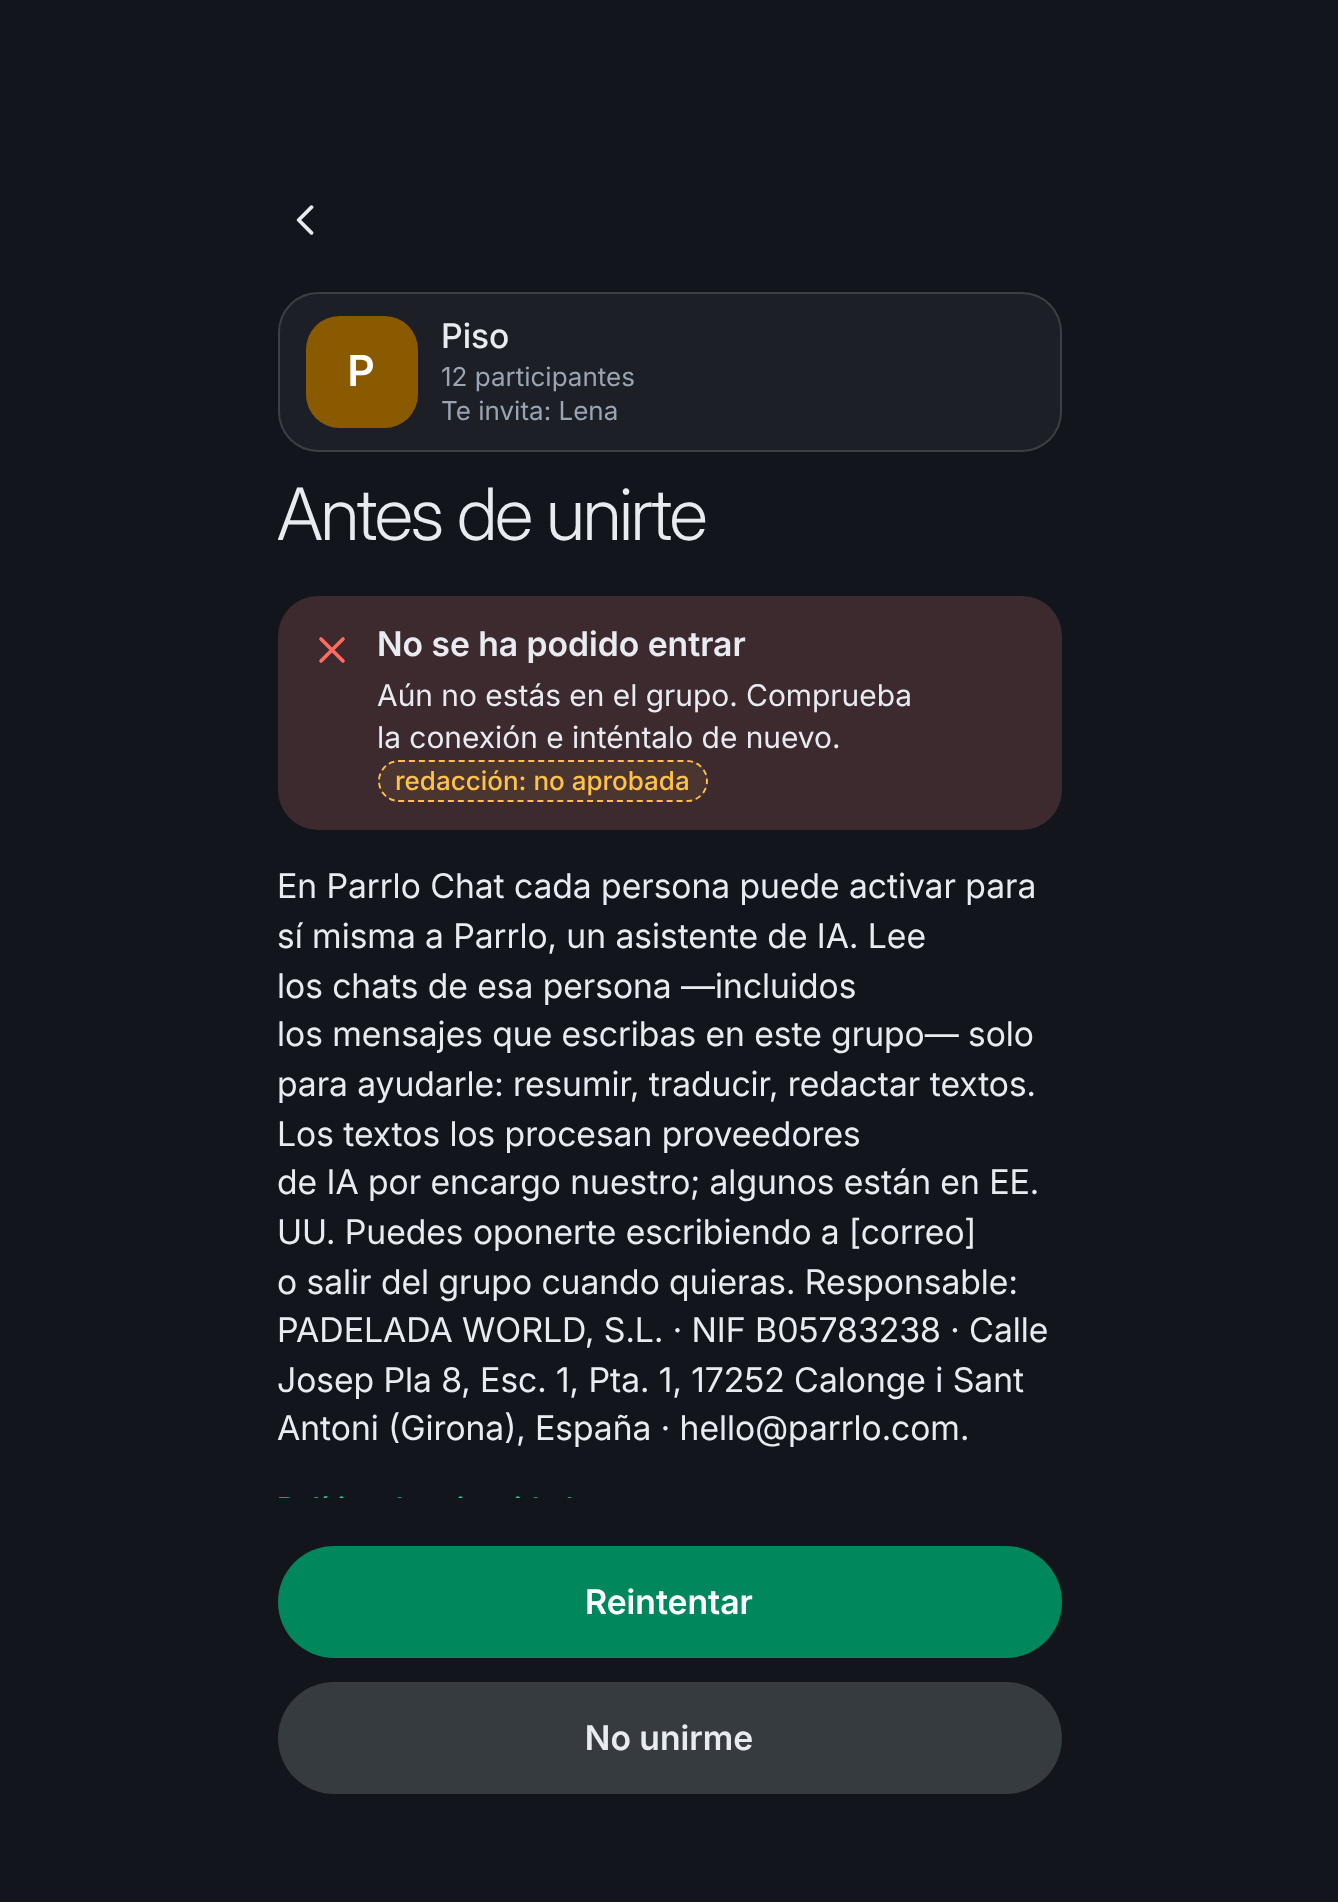 Piso
P
12 participantes
Te invita: Lena
Antes de unirte
No se ha podido entrar
Aún no estás en el grupo. Comprueba
la conexión e inténtalo de nuevo.
redacción: no aprobada
En Parrlo Chat cada persona puede activar para
sí misma a Parrlo, un asistente de IA. Lee
los chats de esa persona —incluidos
los mensajes que escribas en este grupo— solo
para ayudarle: resumir, traducir, redactar textos.
Los textos los procesan proveedores
de IA por encargo nuestro; algunos están en EE.
UU. Puedes oponerte escribiendo a [correo]
o salir del grupo cuando quieras. Responsable:
PADELADA WORLD, S.L. · NIF B05783238 · Calle
Josep Pla 8, Esc. 1, Pta. 1, 17252 Calonge i Sant
Antoni (Girona), España · hello@parrlo.com.
Reintentar
No unirme